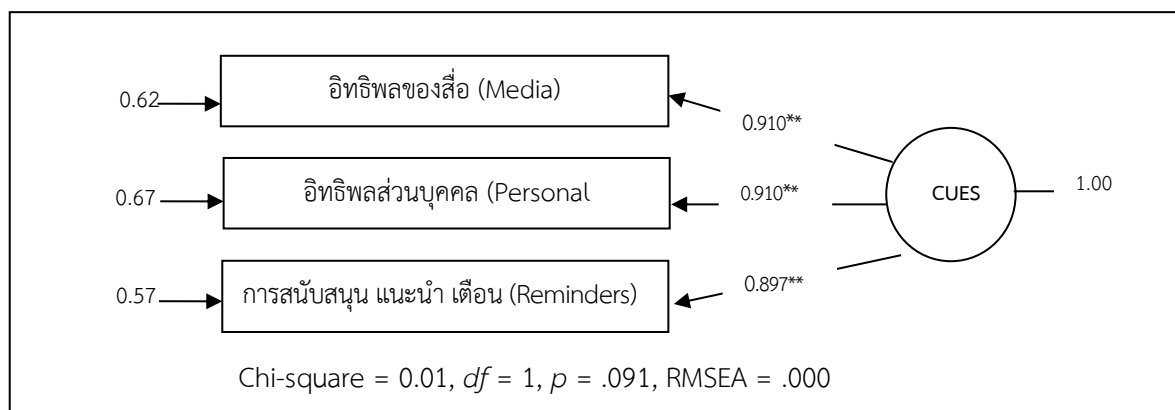 อิทธิพลของสื่อ (Media)
0.62
0.910**
อิทธิพลส่วนบุคคล (Personal
0.67
0.910**
CUES
1.00
การสนับสนุน แนะนำ เตือน (Reminders)
0.57
0.897**
Chi-square = 0.01, df = 1, p = .091, RMSEA = .000